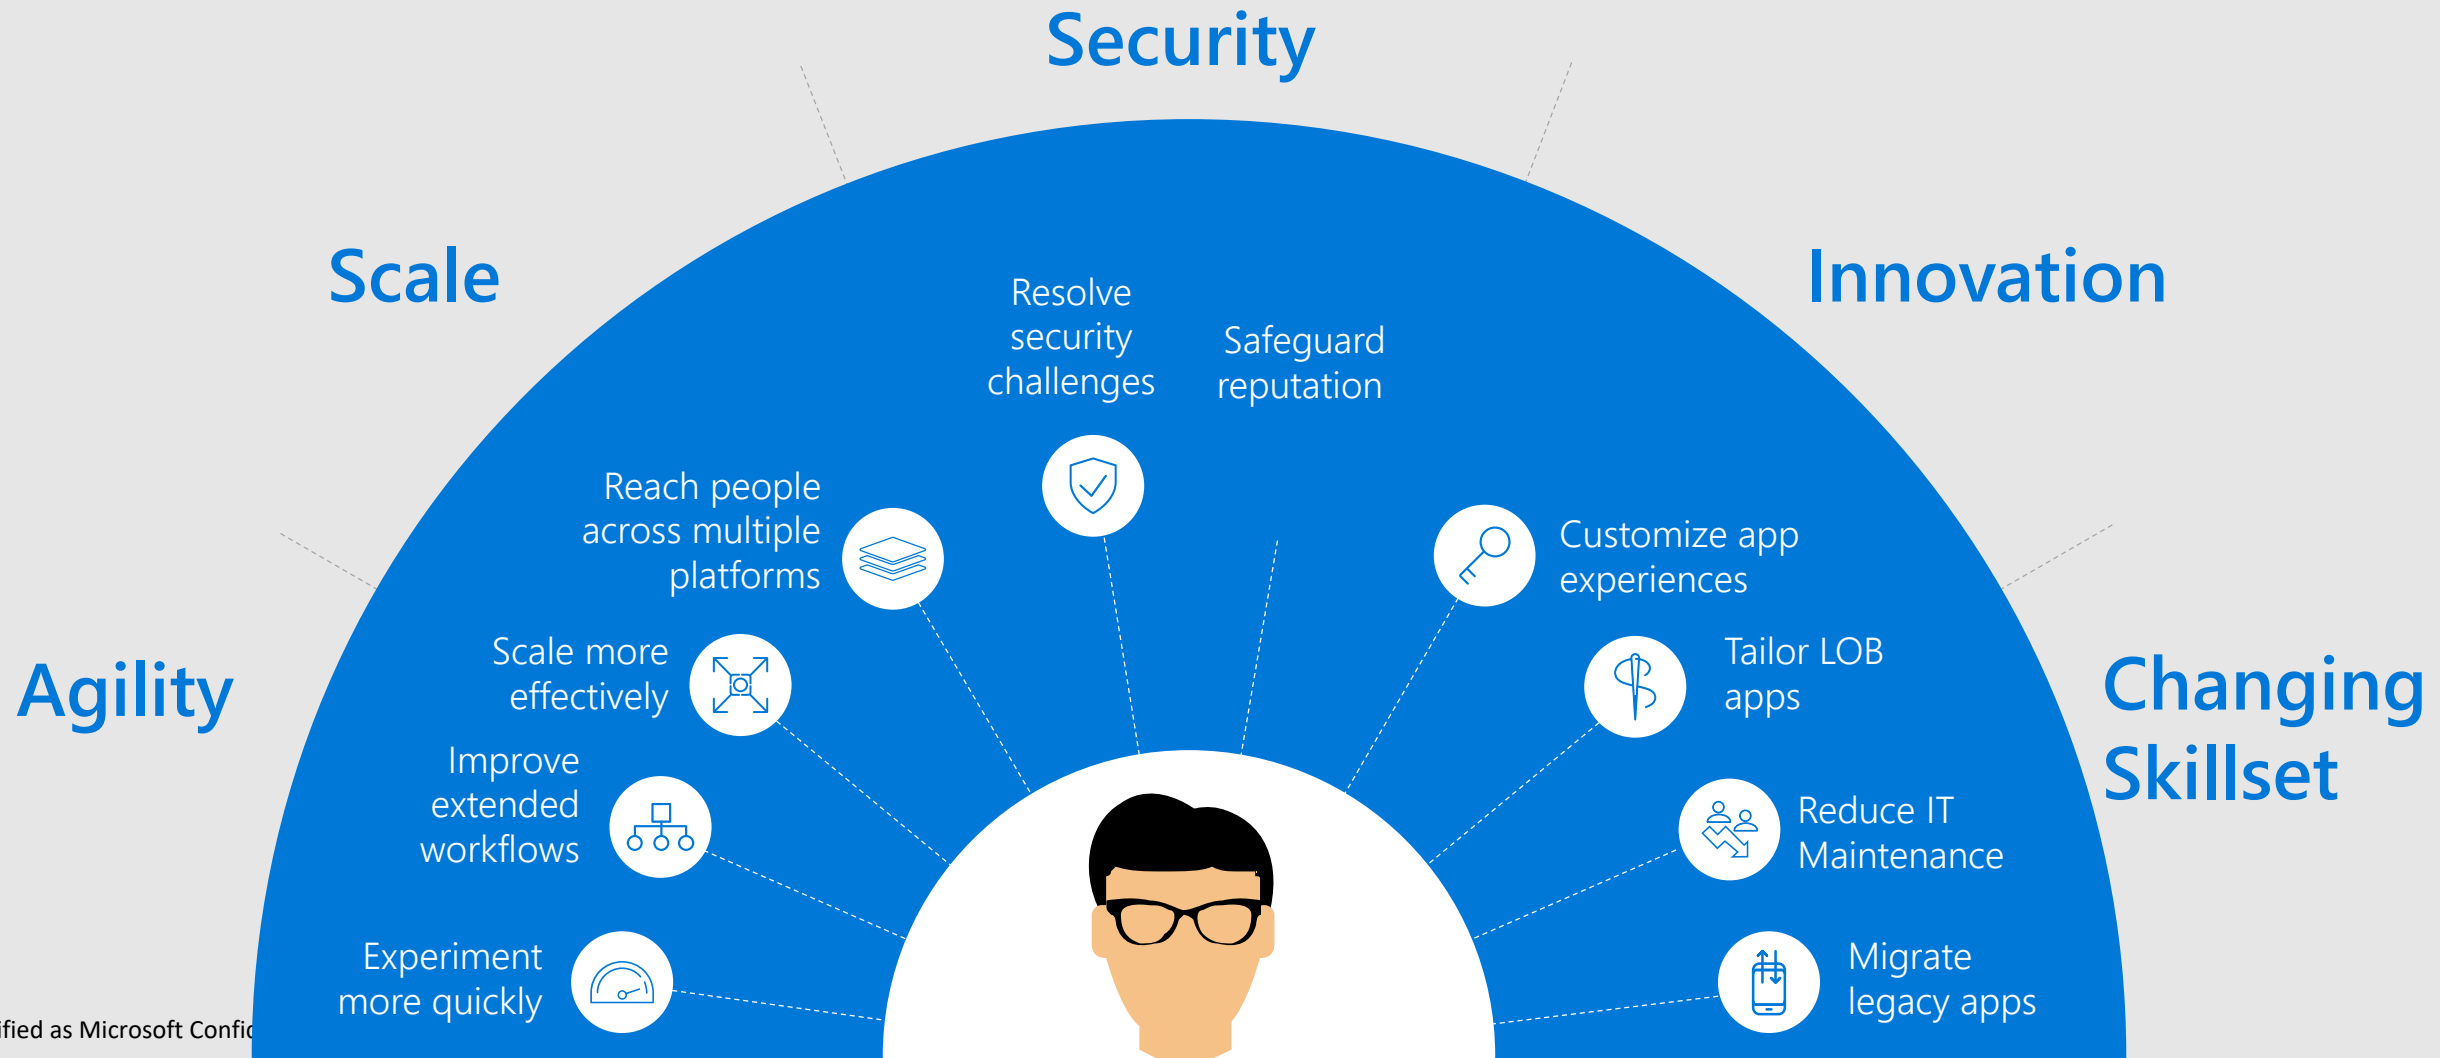 Security
Scale
Innovation
Agility
Changing
Skillset
Resolve
security
challenges
Safeguard
reputation
Reach people
across multiple
platforms
Customize app
experiences
Scale more
effectively
Tailor LOB
apps
Improve
extended
workflows
Reduce IT
Maintenance
Experiment
more quickly
Migrate
legacy apps
as Microsoft